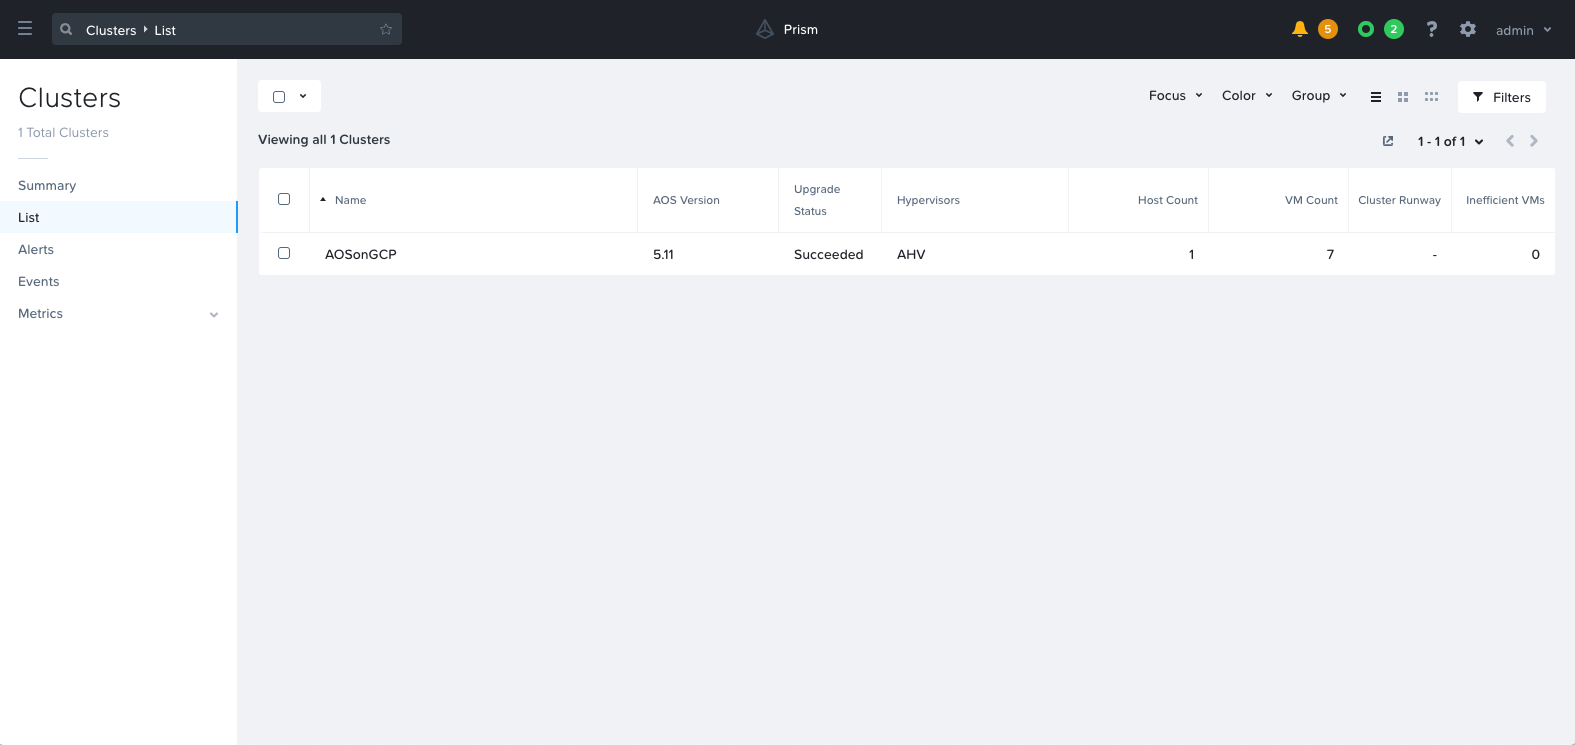 Clusters List
Prism
5
2
?
admin
Clusters
1 Total Clusters
Summary
List
Alerts
Events
Metrics
Focus Color Group Filters
Viewing all 1 Clusters
1 - 1 of 1
Name AOS Version Upgrade Status Hypervisors Host Count VM Count Cluster Runway Inefficient VMs
AOSonGCP 5.11 Succeeded AHV 1 7 - 0